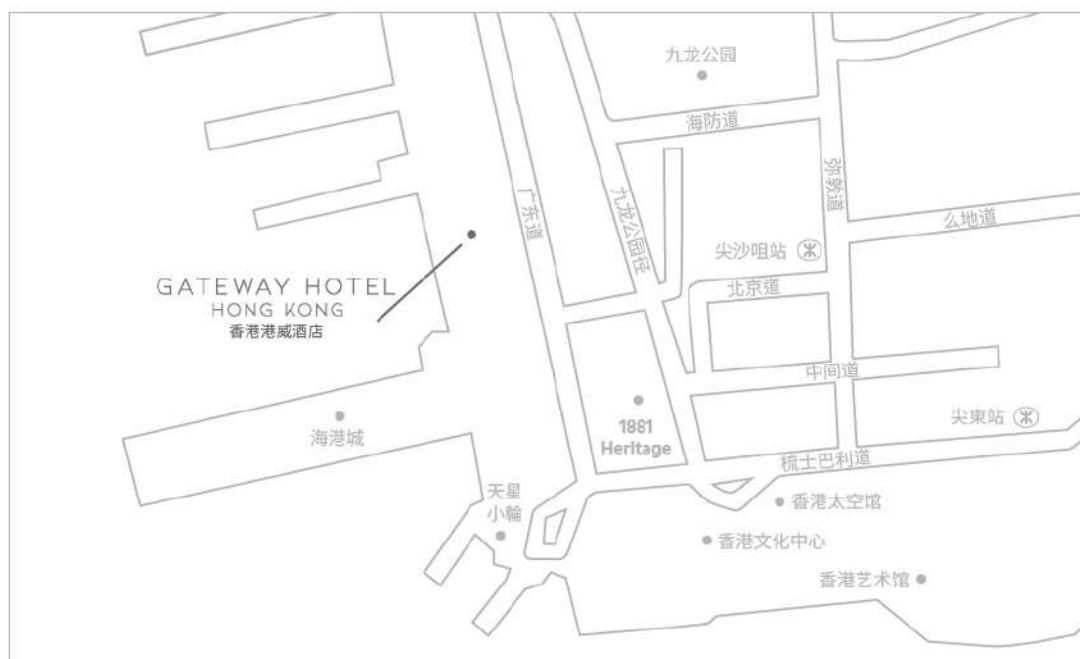 九龙公园
海防道
广东道
九龙公园径
弥敦道
么地道
尖沙咀站
北京道
GATEWAY HOTEL
HONG KONG
香港港威酒店
中间道
海港城
1881
Heritage
尖東站
梳士巴利道
天星
小輪
香港太空馆
香港文化中心
香港艺术馆